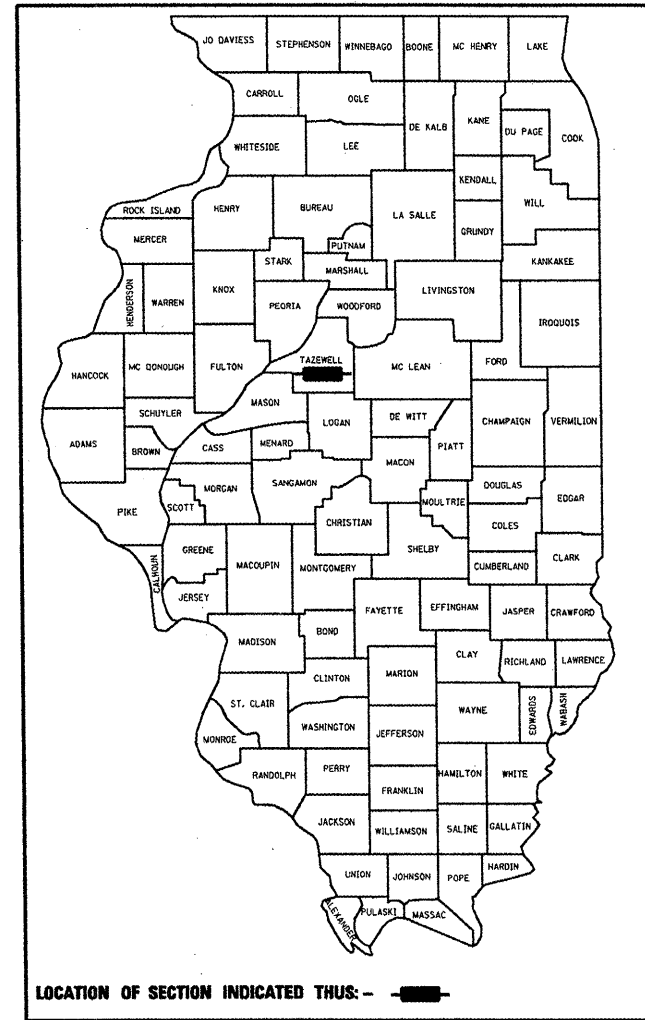 JO DAVIESS STEPHENSON WINNEBAGO BOONE MC HENRY LAKE
CARROLL OGLE DE KALB KANE DU PAGE COOK
WHITESIDE LEE KENDALL WILL
ROCK ISLAND HENRY BUREAU LA SALLE GRUNDY
MERCER PUTNAM KANKAKEE
HENDERSON WARREN KNOX STARK MARSHALL LIVINGSTON
PEORIA WOODFORD IROQUOIS
HANCOCK MC DONOUGH FULTON TAZEWELL MC LEAN FORD
SCHUYLER MASON LOGAN DE WITT CHAMPAIGN VERMILION
ADAMS BROWN CASS MENARD MACON PIATT
PIKE SCOTT MORGAN SANGAMON MOULTRIE DOUGLAS EDGAR
CHRISTIAN COLES
CALHOUN GREENE MACOUPIN MONTGOMERY SHELBY CUMBERLAND CLARK
JERSEY FAYETTE EFFINGHAM JASPER CRAWFORD
MADISON BOND CLAY RICHLAND LAWRENCE
CLINTON MARION
ST. CLAIR WAYNE EDWARDS WABASH
MONROE WASHINGTON JEFFERSON
RANDOLPH PERRY HAMILTON WHITE
FRANKLIN
JACKSON WILLIAMSON SALINE GALLATIN
UNION JOHNSON POPE HARDIN
ALEXANDER PULASKI MASSAC
LOCATION OF SECTION INDICATED THUS: -